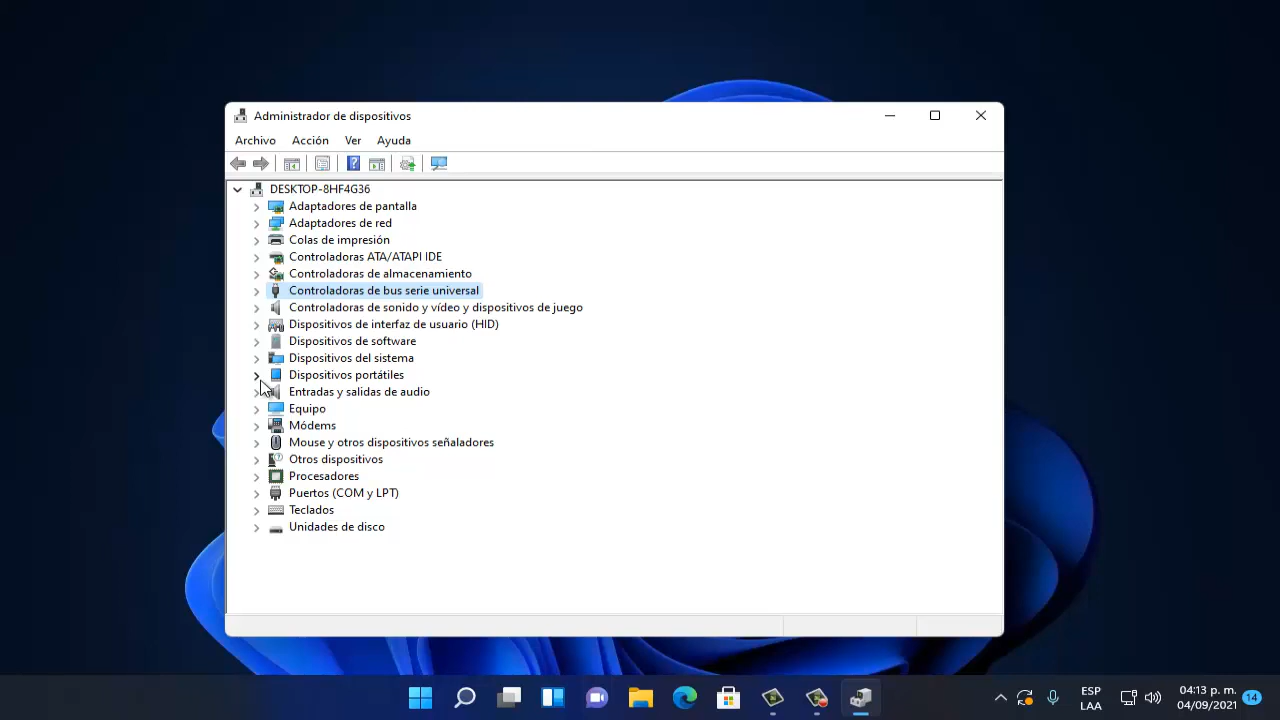 Administrador de dispositivos
Archivo Acción Ver Ayuda
DESKTOP-8HF4G36
Adaptadores de pantalla
Adaptadores de red
Colas de impresión
Controladoras ATA/ATAPI IDE
Controladoras de almacenamiento
Controladoras de bus serie universal
Controladoras de sonido y vídeo y dispositivos de juego
Dispositivos de interfaz de usuario (HID)
Dispositivos de software
Dispositivos del sistema
Dispositivos portátiles
Entradas y salidas de audio
Equipo
Módems
Mouse y otros dispositivos señaladores
Otros dispositivos
Procesadores
Puertos (COM y LPT)
Teclados
Unidades de disco
ESP
LAA
04:13 p. m.
04/09/2021
14